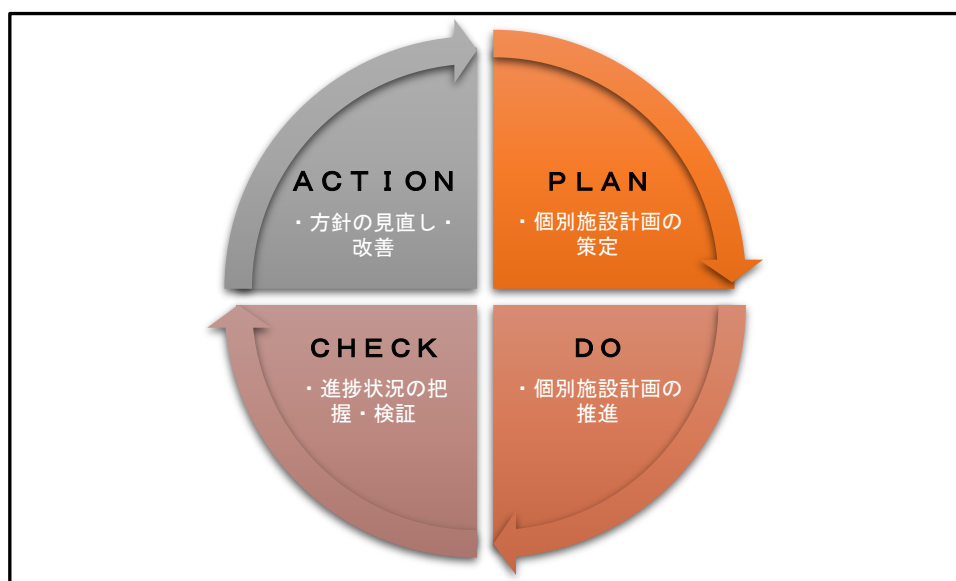 ACTION
・方針の見直し・
改善
PLAN
・個別施設計画の
策定
CHECK
・進捗状況の把
握・検証
DO
・個別施設計画の
推進